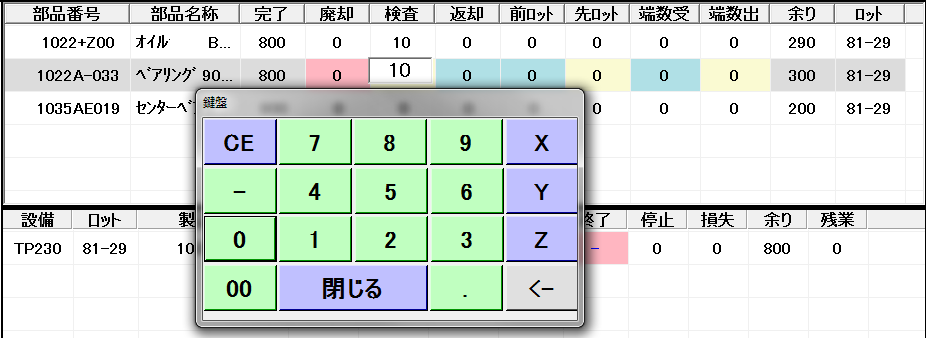 部品番号 部品名称 完了 廃却 検査 返却 前ﾛｯﾄ 先ﾛｯﾄ 端数受 端数出 余り ﾛｯﾄ
1022+Z00 ｵｲﾙ B... 800 0 10 0 0 0 0 0 290 81-29
1022A-033 ﾍﾞｱﾘﾝｸﾞ 90... 800 0 10 0 0 0 0 0 300 81-29
1035AE019 ｾﾝﾀｰﾍﾞ 0 0 0 200 81-29
鍵盤
CE 7 8 9 X
- 4 5 6 Y
0 1 2 3 Z
00 閉じる . <-
設備 ﾛｯﾄ 製 終了 停止 損失 余り 残業
TP230 81-29 10 - 0 0 800 0